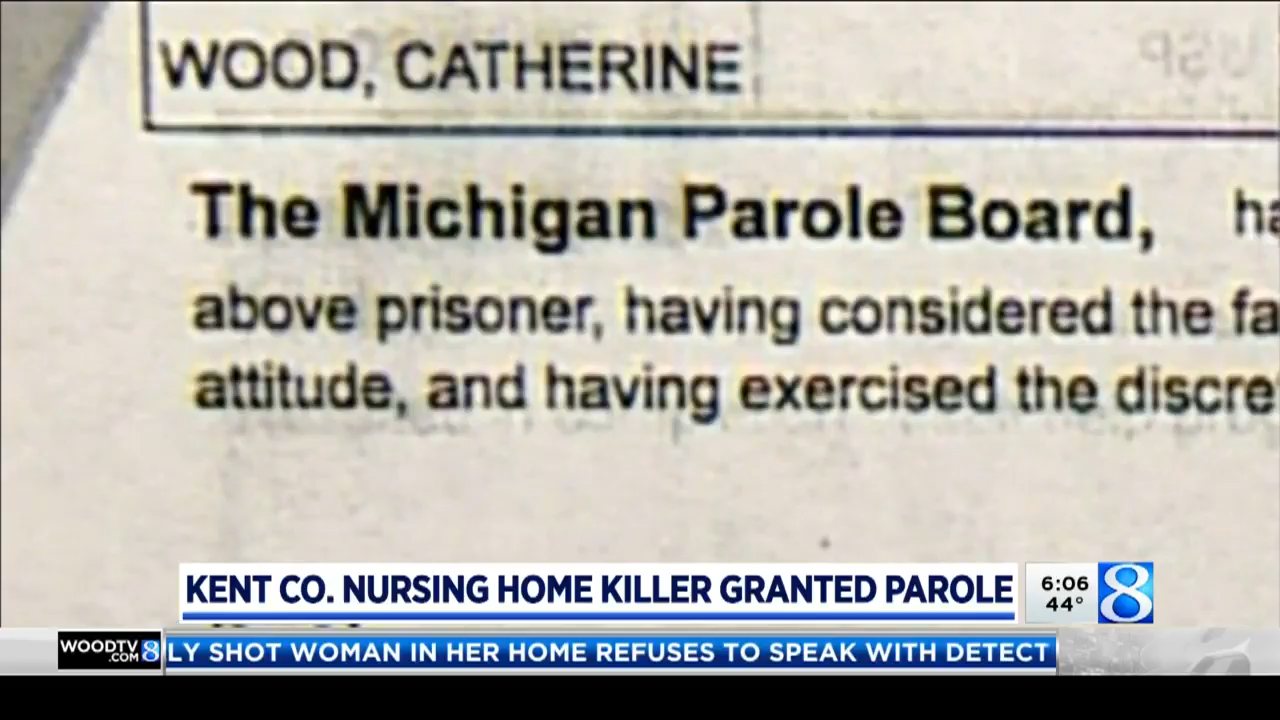 WOOD, CATHERINE
The Michigan Parole Board,
above prisoner, having considered the
attitude, and having exercised the
KENT CO. NURSING HOME KILLER GRANTED PAROLE
6:06
44°
8
WOODTV
.COM 8
LY SHOT WOMAN IN HER HOME REFUSES TO SPEAK WITH DETECT